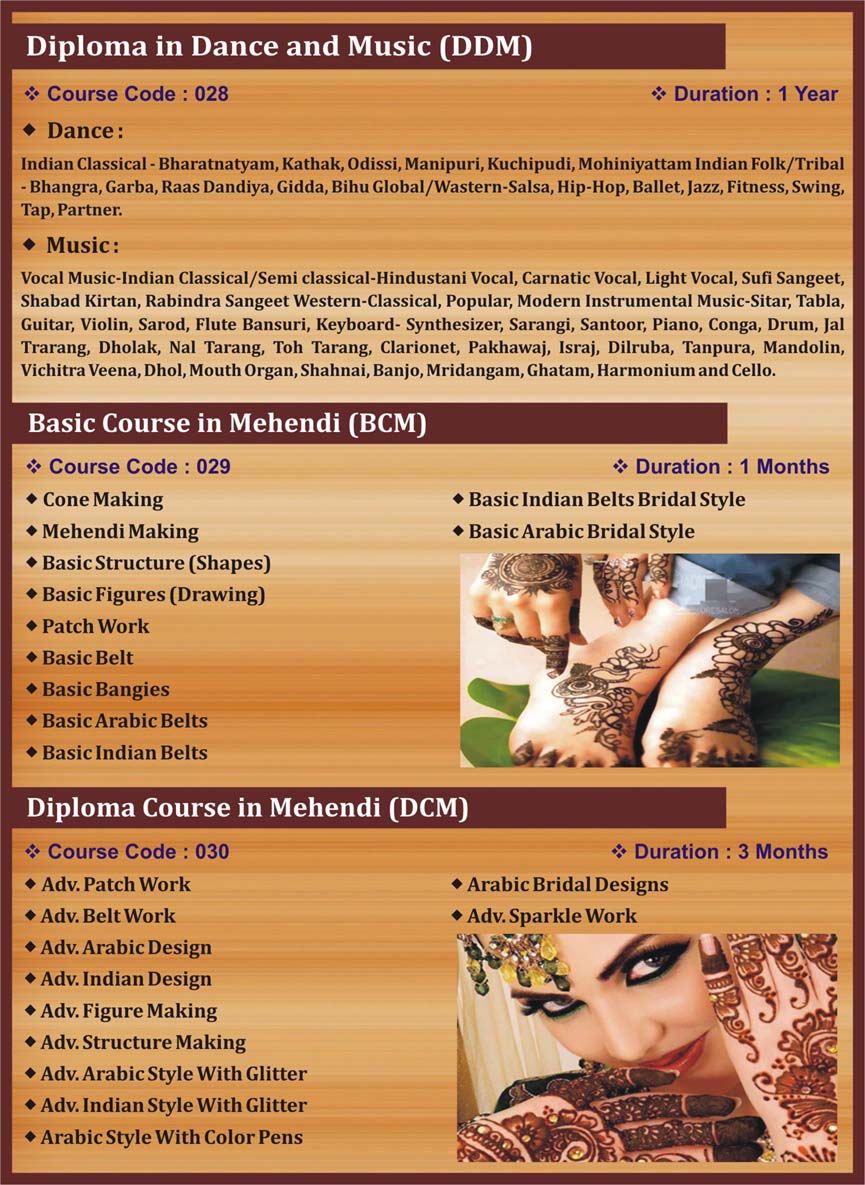 Diploma in Dance and Music (DDM)
❖ Course Code : 028
❖ Duration : 1 Year
◆ Dance :
Indian Classical - Bharatnatyam, Kathak, Odissi, Manipuri, Kuchipudi, Mohiniyattam Indian Folk/Tribal
- Bhangra, Garba, Raas Dandiya, Gidda, Bihu Global/Wastern-Salsa, Hip-Hop, Ballet, Jazz, Fitness, Swing,
Tap, Partner.
◆ Music :
Vocal Music-Indian Classical/Semi classical-Hindustani Vocal, Carnatic Vocal, Light Vocal, Sufi Sangeet,
Shabad Kirtan, Rabindra Sangeet Western-Classical, Popular, Modern Instrumental Music-Sitar, Tabla,
Guitar, Violin, Sarod, Flute Bansuri, Keyboard- Synthesizer, Sarangi, Santoor, Piano, Conga, Drum, Jal
Trarang, Dholak, Nal Tarang, Toh Tarang, Clarionet, Pakhawaj, Israj, Dilruba, Tanpura, Mandolin,
Vichitra Veena, Dhol, Mouth Organ, Shahnai, Banjo, Mridangam, Ghatam, Harmonium and Cello.
Basic Course in Mehendi (BCM)
❖ Course Code : 029
❖ Duration : 1 Months
◆ Cone Making
◆ Mehendi Making
◆ Basic Structure (Shapes)
◆ Basic Figures (Drawing)
◆ Patch Work
◆ Basic Belt
◆ Basic Bangies
◆ Basic Arabic Belts
◆ Basic Indian Belts
◆ Basic Indian Belts Bridal Style
◆ Basic Arabic Bridal Style
Diploma Course in Mehendi (DCM)
❖ Course Code : 030
❖ Duration : 3 Months
◆ Adv. Patch Work
◆ Adv. Belt Work
◆ Adv. Arabic Design
◆ Adv. Indian Design
◆ Adv. Figure Making
◆ Adv. Structure Making
◆ Adv. Arabic Style With Glitter
◆ Adv. Indian Style With Glitter
◆ Arabic Style With Color Pens
◆ Arabic Bridal Designs
◆ Adv. Sparkle Work